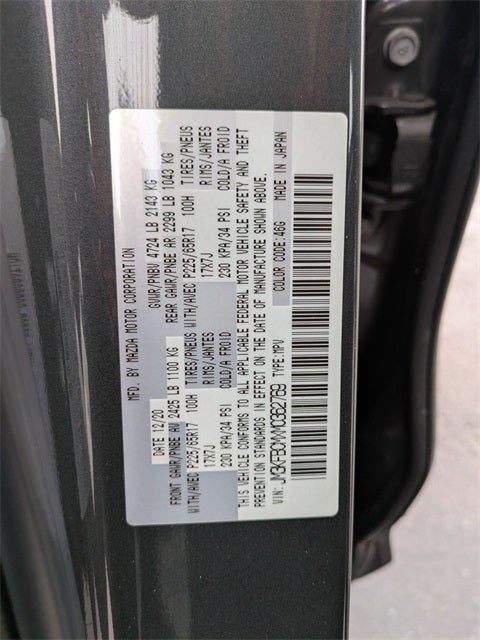 MFD. BY MAZDA MOTOR CORPORATION
DATE 12/20 GVWR/PNBV 4724 LB 2143 KG
FRONT GAWR/PNBE AV 2425 LB 1100 KG REAR GAWR/PNBE AR 2299 LB 1043 KG
WITH/AVEC P225/65R17 100H TIRES/PNEUS WITH/AVEC P225/65R17 100H TIRES/PNEUS
17X7J RIMS/JANTES 17X7J RIMS/JANTES
230 KPA/34 PSI COLD/A FROID 230 KPA/34 PSI COLD/A FROID
THIS VEHICLE CONFORMS TO ALL APPLICABLE FEDERAL MOTOR VEHICLE SAFETY AND THEFT
PREVENTION STANDARDS IN EFFECT ON THE DATE OF MANUFACTURE SHOWN ABOVE.
VIN: JM3KFBCMXM0362769 TYPE:MPV COLOR CODE:46G MADE IN JAPAN